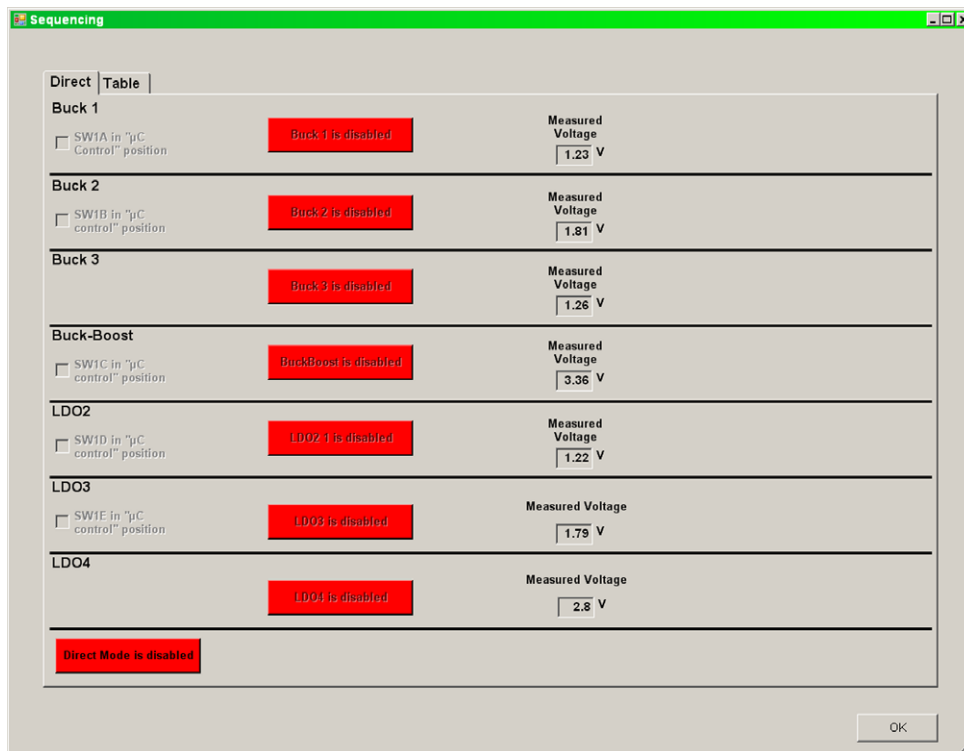 Sequencing
Direct
Table
Buck 1
SW1A in "µC
Control" position
Buck 1 is disabled
Measured
Voltage
1.23 V
Buck 2
SW1B in "µC
control" position
Buck 2 is disabled
Measured
Voltage
1.81 V
Buck 3
Buck 3 is disabled
Measured
Voltage
1.26 V
Buck-Boost
SW1C in "µC
control" position
BuckBoost is disabled
Measured
Voltage
3.36 V
LDO2
SW1D in "µC
control" position
LDO2 1 is disabled
Measured
Voltage
1.22 V
LDO3
SW1E in "µC
control" position
LDO3 is disabled
Measured Voltage
1.79 V
LDO4
LDO4 is disabled
Measured Voltage
2.8 V
Direct Mode is disabled
OK